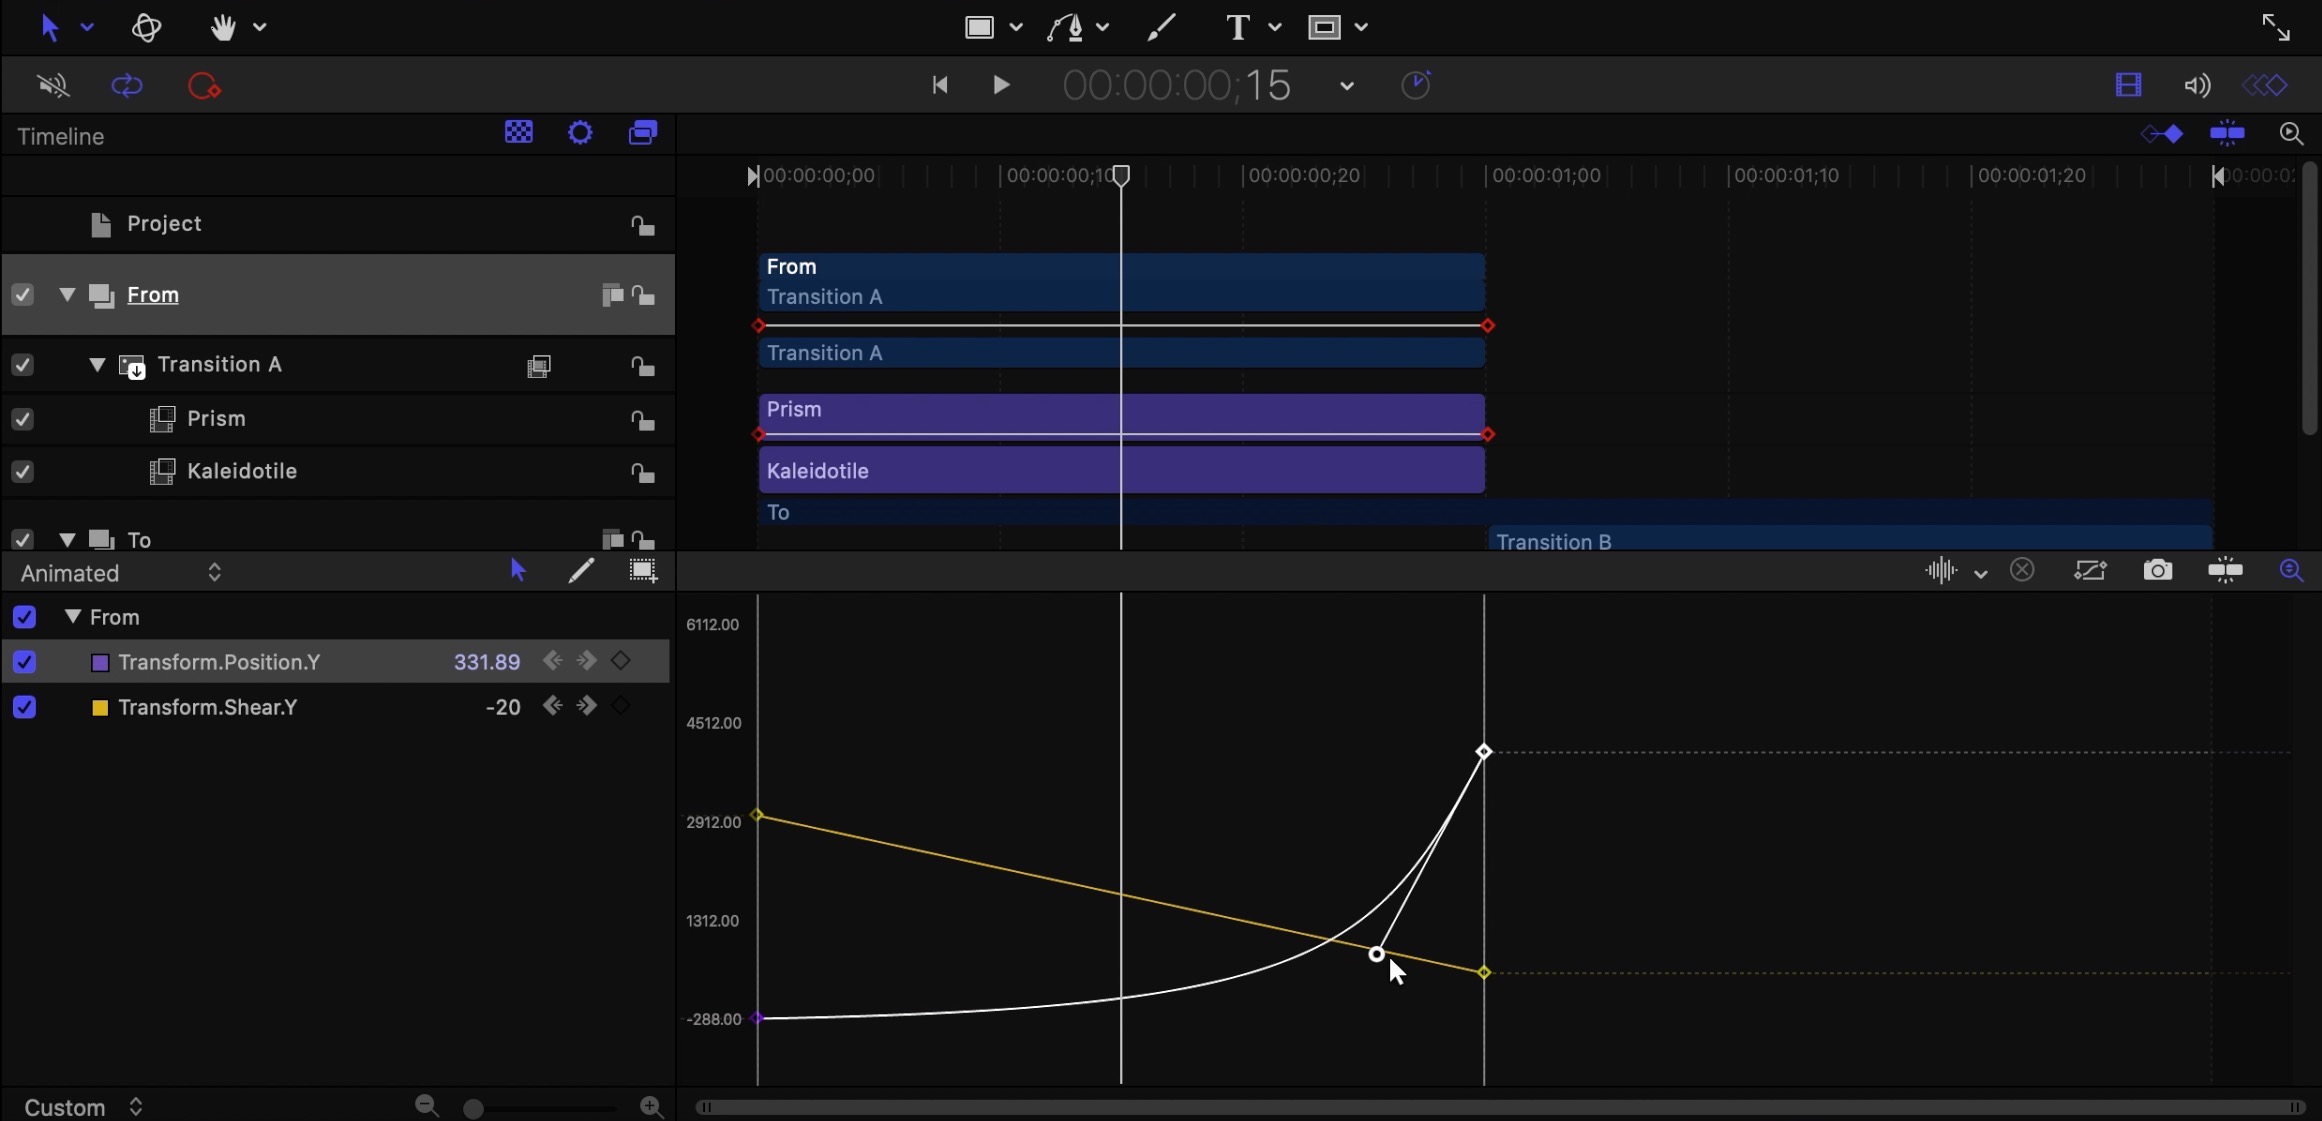 T
00:00:00;15
Timeline
00:00:00;00
00:00:00;10
00:00:00;20
00:00:01;00
00:00:01;10
00:00:01;20
Project
From
From
Transition A
Transition A
Transition A
Prism
Prism
Kaleidotile
Kaleidotile
To
To
Transition B
Animated
From
Transform.Position.Y 331.89
Transform.Shear.Y -20
6112.00
4512.00
2912.00
1312.00
-288.00
Custom